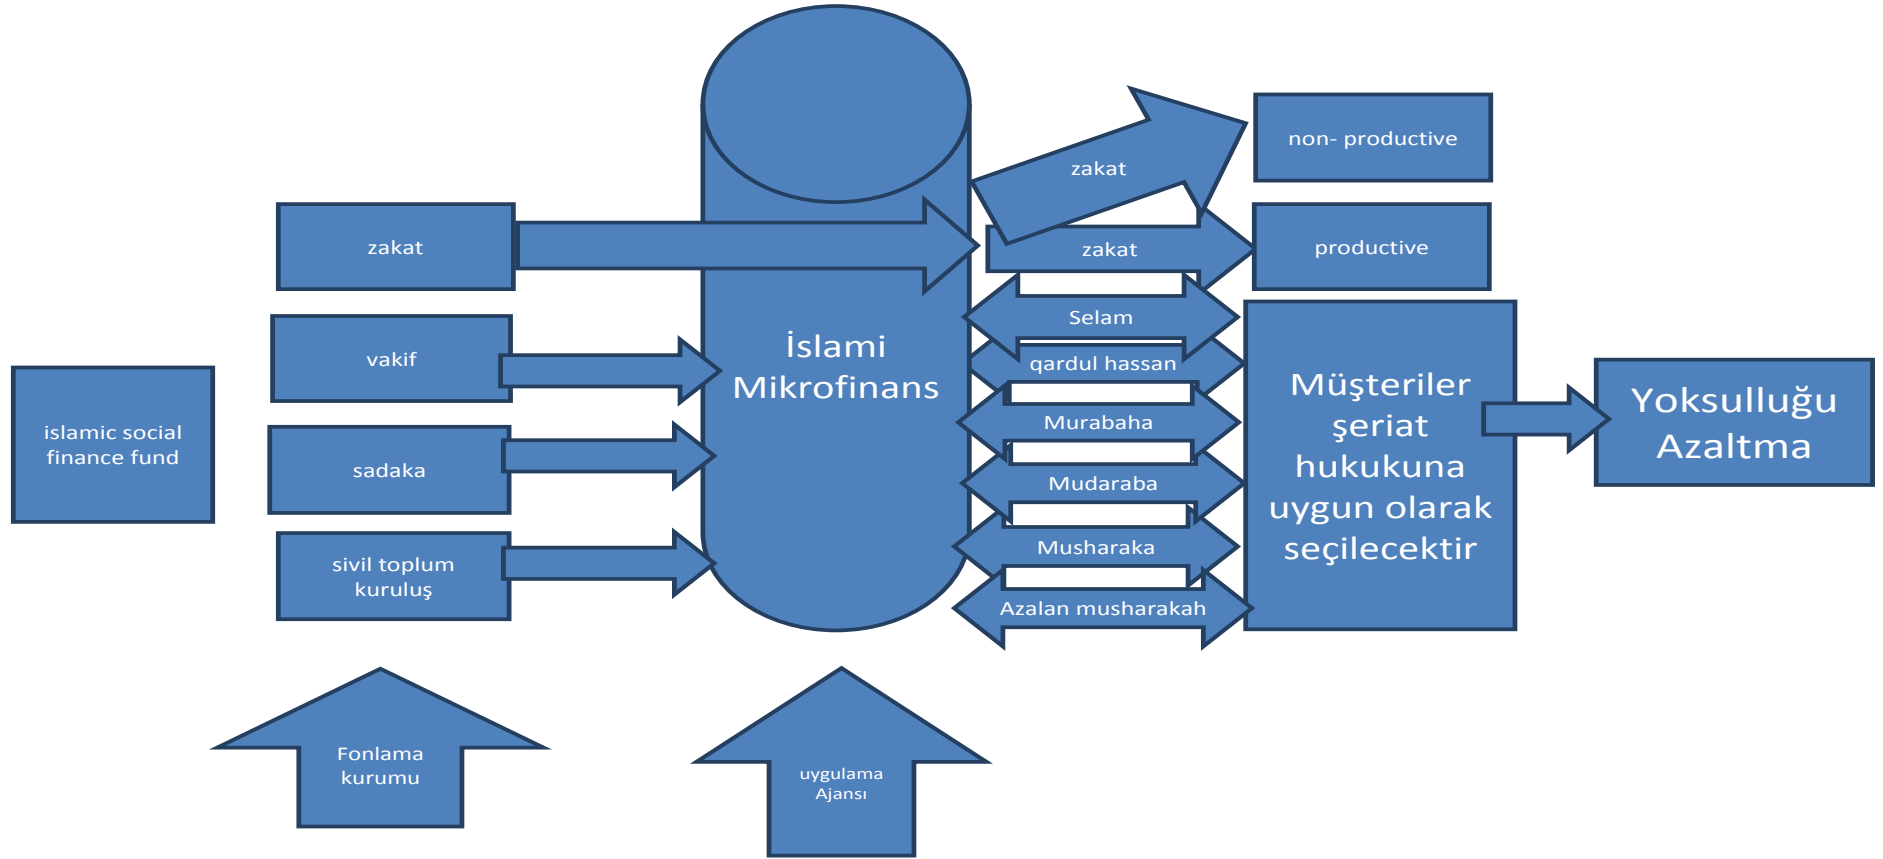 islamic social
finance fund
zakat
vakif
sadaka
sivil toplum
kuruluş
Fonlama
kurumu
İslami
Mikrofinans
uygulama
Ajansı
zakat
zakat
Selam
qardul hassan
Murabaha
Mudaraba
Musharaka
Azalan musharakah
non- productive
productive
Müşteriler
şeriat
hukukuna
uygun olarak
seçilecektir
Yoksulluğu
Azaltma